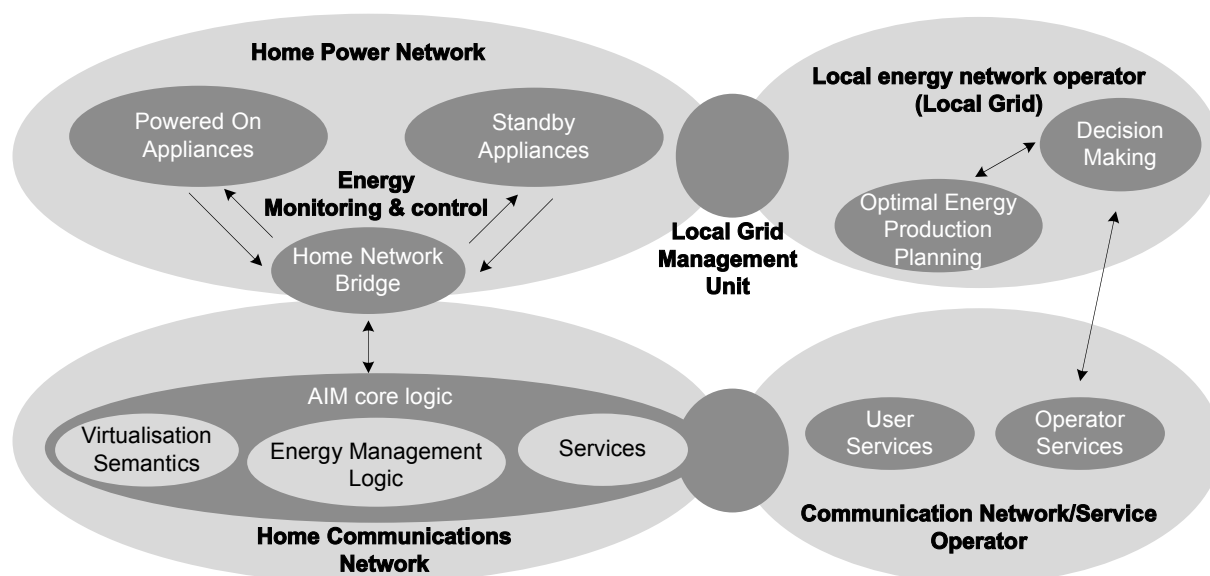 Home Power Network
Powered On
Appliances
Standby
Appliances
Energy
Monitoring & control
Home Network
Bridge
Local Grid
Management
Unit
Local energy network operator
(Local Grid)
Decision
Making
Optimal Energy
Production
Planning
AIM core logic
Virtualisation
Semantics
Energy Management
Logic
Services
Home Communications
Network
User
Services
Operator
Services
Communication Network/Service
Operator